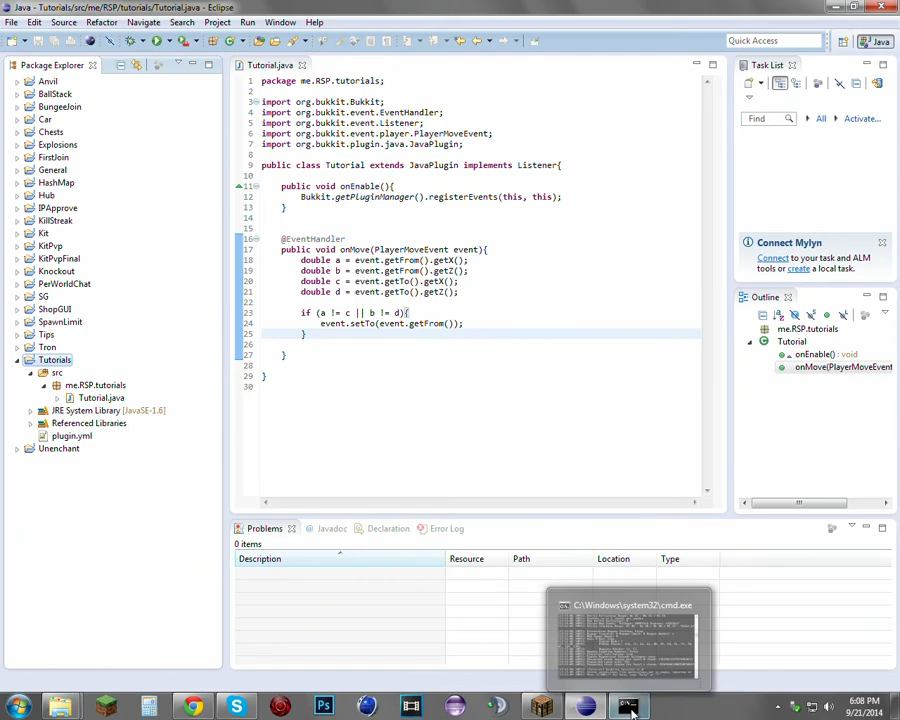 Java - Tutorials/src/me/RSP/tutorials/Tutorial.java - Eclipse
File Edit Source Refactor Navigate Search Project Run Window Help
Quick Access
Java
Package Explorer
Anvil
BallStack
BungeeJoin
Car
Chests
Explosions
FirstJoin
General
HashMap
Hub
IPApprove
KillStreak
Kit
KitPvp
KitPvpFinal
Knockout
PerWorldChat
SG
ShopGUI
SpawnLimit
Tips
Tron
Tutorials
src
me.RSP.tutorials
Tutorial.java
JRE System Library [JavaSE-1.6]
Referenced Libraries
plugin.yml
Unenchant
Tutorial.java
1 package me.RSP.tutorials;
2
3 import org.bukkit.Bukkit;
4 import org.bukkit.event.EventHandler;
5 import org.bukkit.event.Listener;
6 import org.bukkit.event.player.PlayerMoveEvent;
7 import org.bukkit.plugin.java.JavaPlugin;
8
9 public class Tutorial extends JavaPlugin implements Listener{
10
11 public void onEnable(){
12 Bukkit.getPluginManager().registerEvents(this, this);
13 }
14
15
16 @EventHandler
17 public void onMove(PlayerMoveEvent event){
18 double a = event.getFrom().getX();
19 double b = event.getFrom().getZ();
20 double c = event.getTo().getX();
21 double d = event.getTo().getZ();
22
23 if (a != c || b != d){
24 event.setTo(event.getFrom());
25 }
26
27 }
28
29 }
30
Task List
Find All Activate...
Connect Mylyn
Connect to your task and ALM
tools or create a local task.
Outline
me.RSP.tutorials
Tutorial
onEnable() : void
onMove(PlayerMoveEvent
Problems Javadoc Declaration Error Log
0 items
Description Resource Path Location Type
C:\Windows\system32\cmd.exe
6:08 PM
9/21/2014